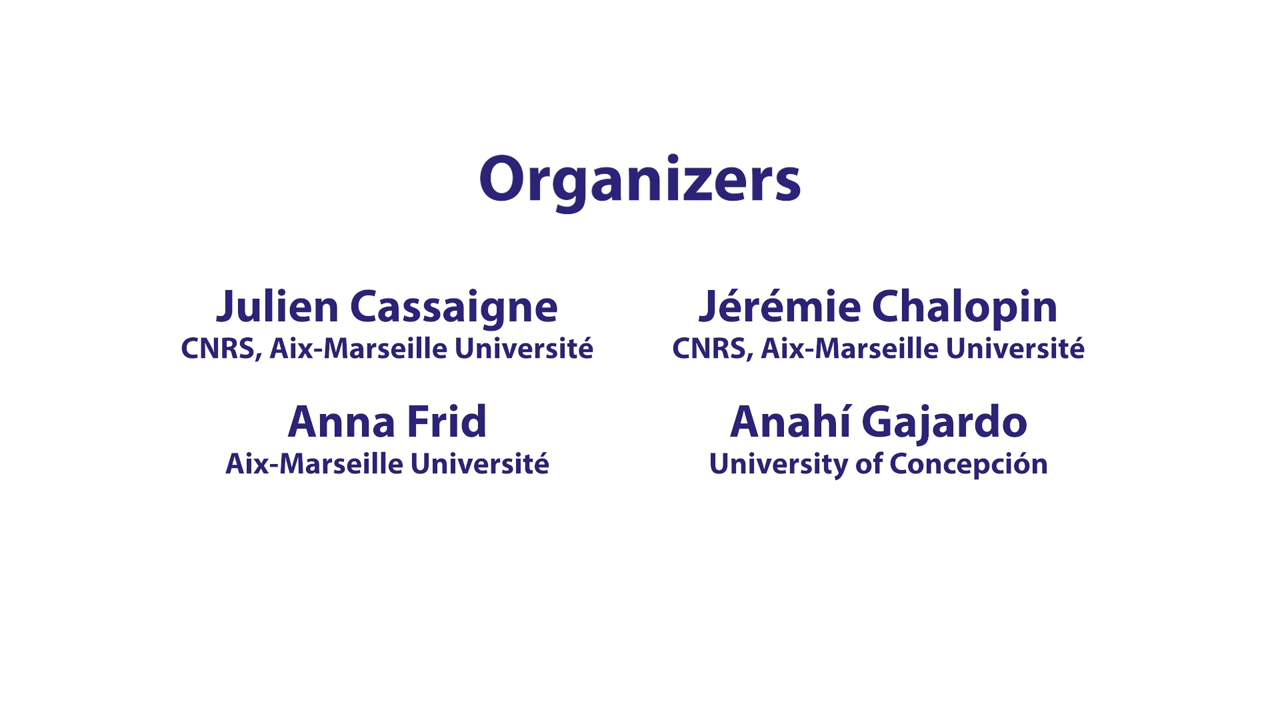 Organizers
Julien Cassaigne
CNRS, Aix-Marseille Université
Jérémie Chalopin
CNRS, Aix-Marseille Université
Anna Frid
Aix-Marseille Université
Anahí Gajardo
University of Concepción